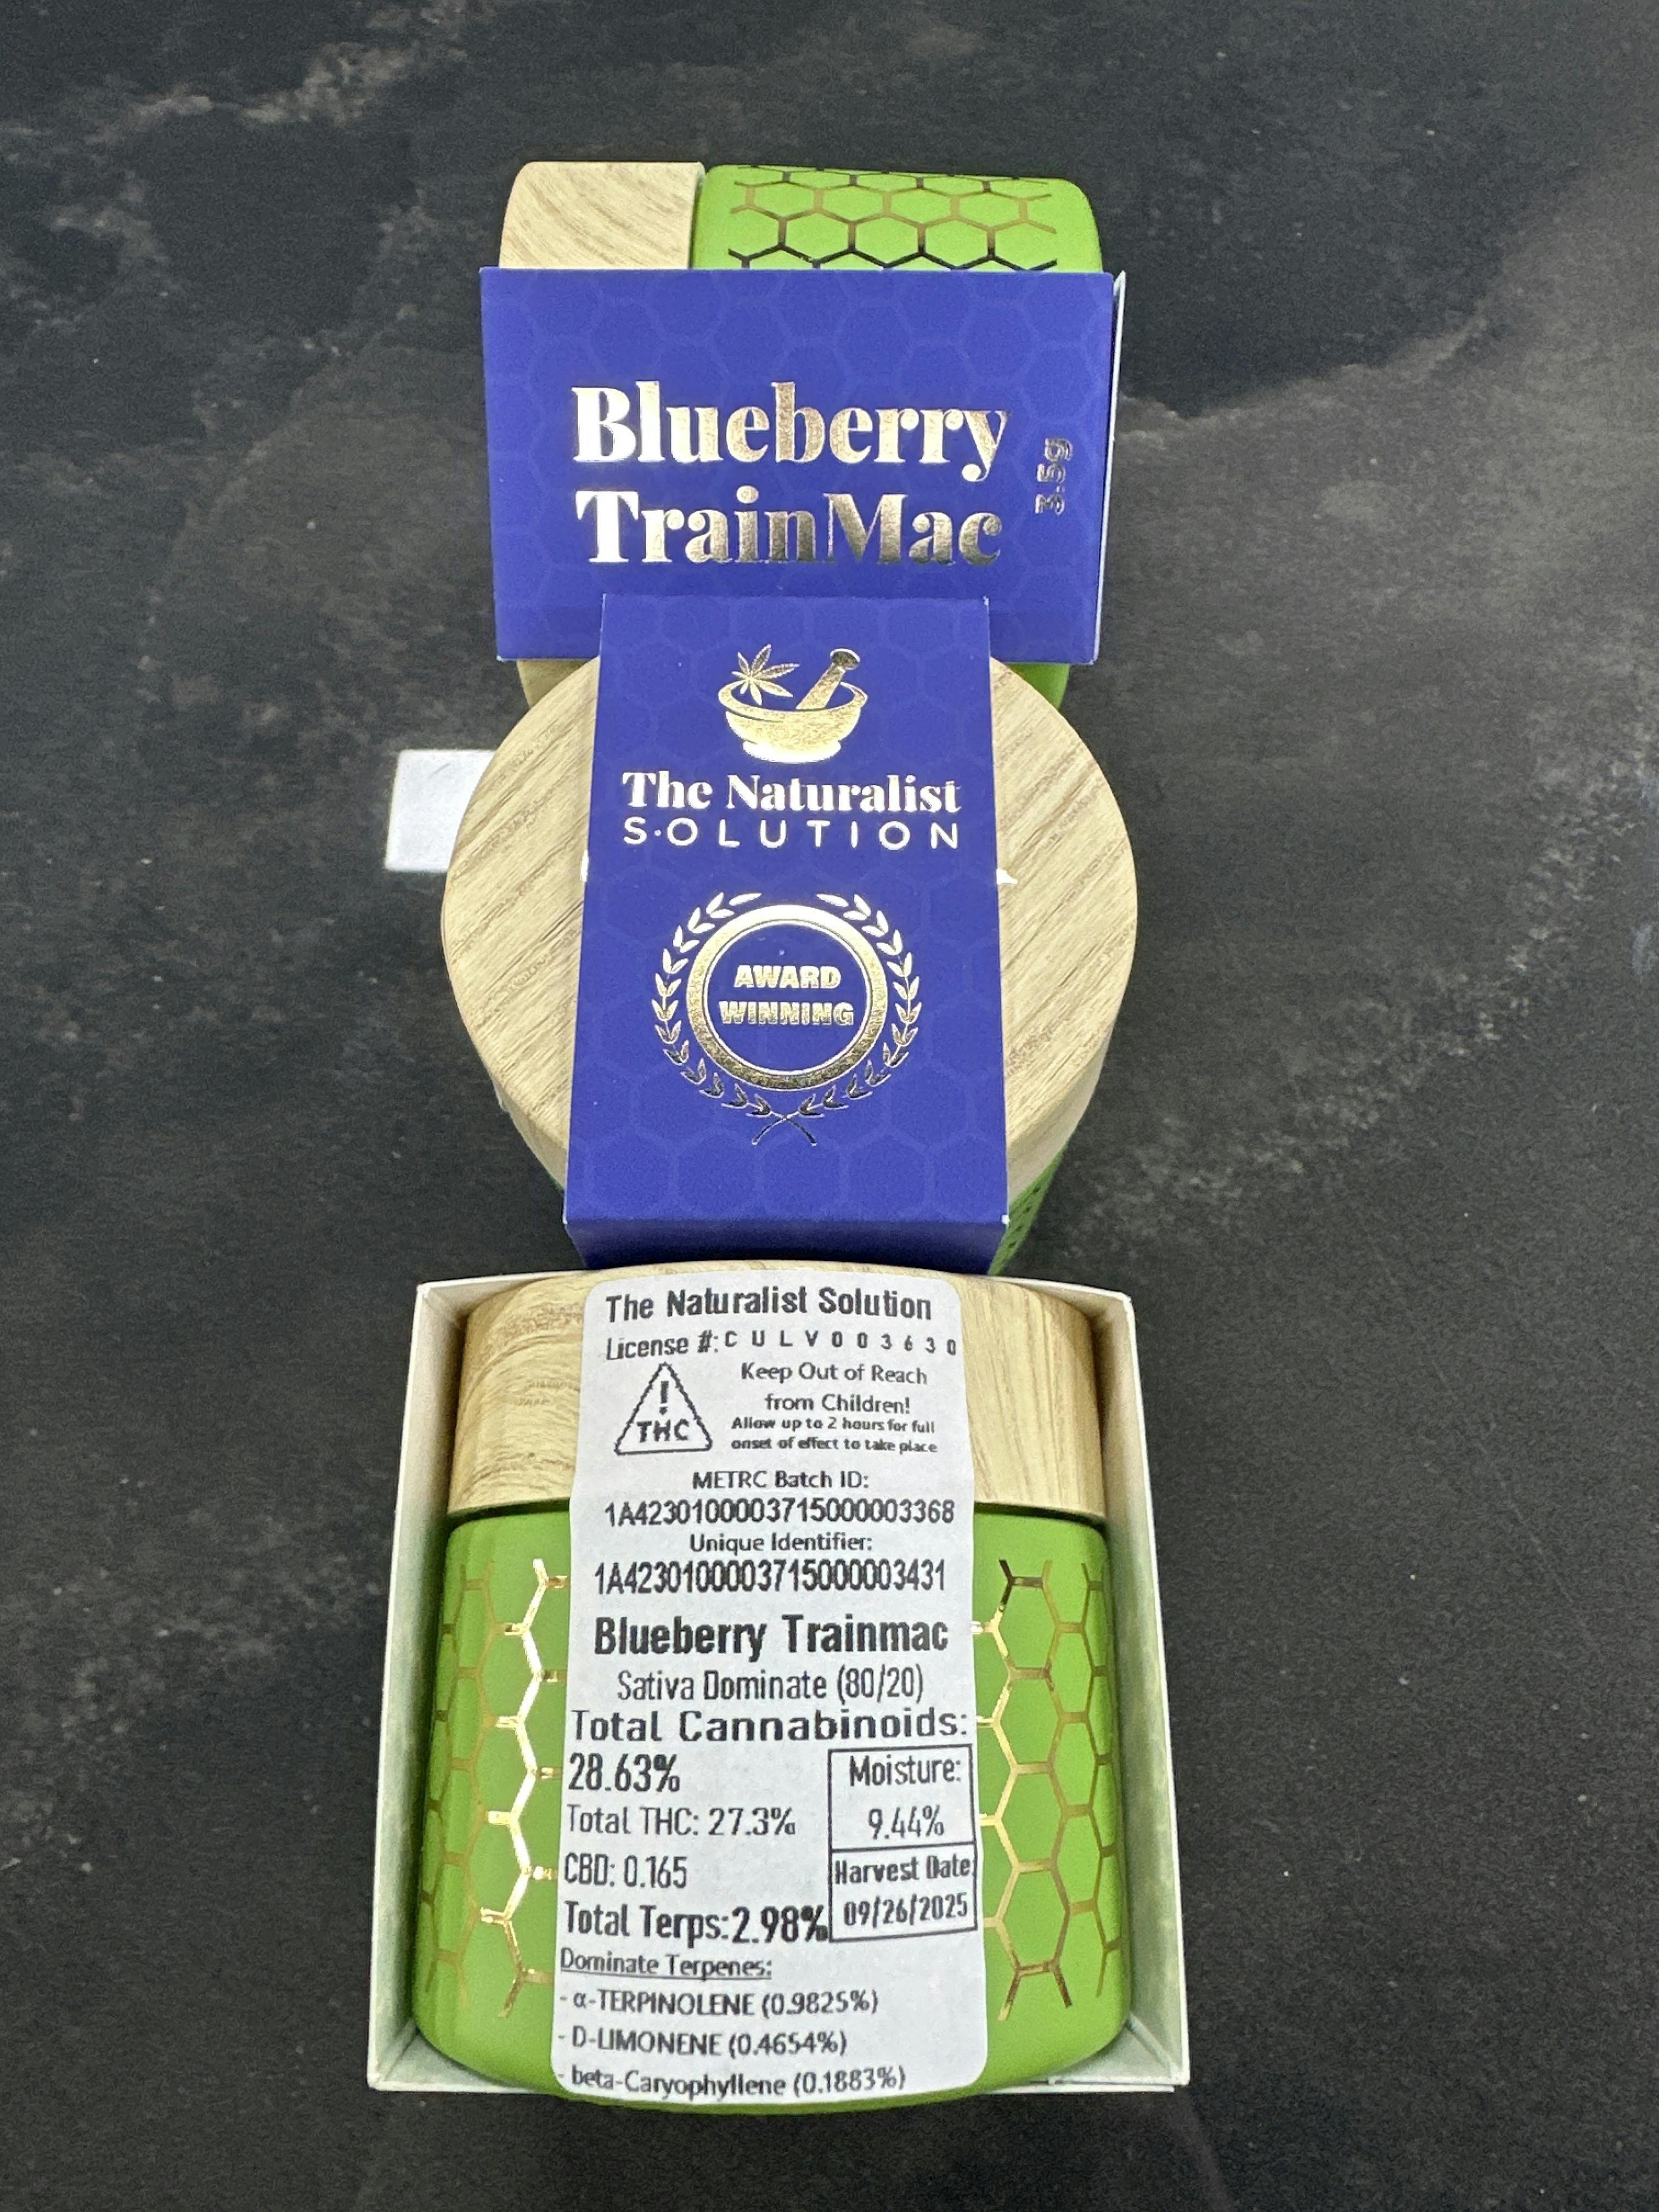 Blueberry
TrainMac
3.5g
The Naturalist
S·OLUTION
AWARD
WINNING
The Naturalist Solution
License #:CULV003630
Keep Out of Reach
from Children!
Allow up to 2 hours for full
onset of effect to take place
!
THC
METRC Batch ID:
1A4230100003715000003368
Unique Identifier:
1A4230100003715000003431
Blueberry Trainmac
Sativa Dominate (80/20)
Total Cannabinoids:
28.63%
Total THC: 27.3%
CBD: 0.165
Total Terps:2.98%
Moisture:
9.44%
Harvest Date:
09/26/2025
Dominate Terpenes:
- α-TERPINOLENE (0.9825%)
- D-LIMONENE (0.4654%)
- beta-Caryophyllene (0.1883%)